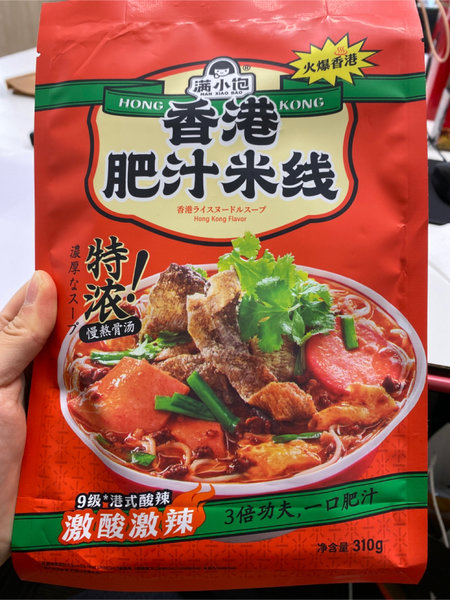 火爆香港
满小饱
®
MAN XIAO BAO
HONG KONG
香港
肥汁米线
香港ライスヌードルスープ
Hong Kong Flavor
特浓!
慢熬骨汤
濃厚なスープ
9级*港式酸辣
激酸激辣
3倍功夫,一口肥汁
净含量 310g